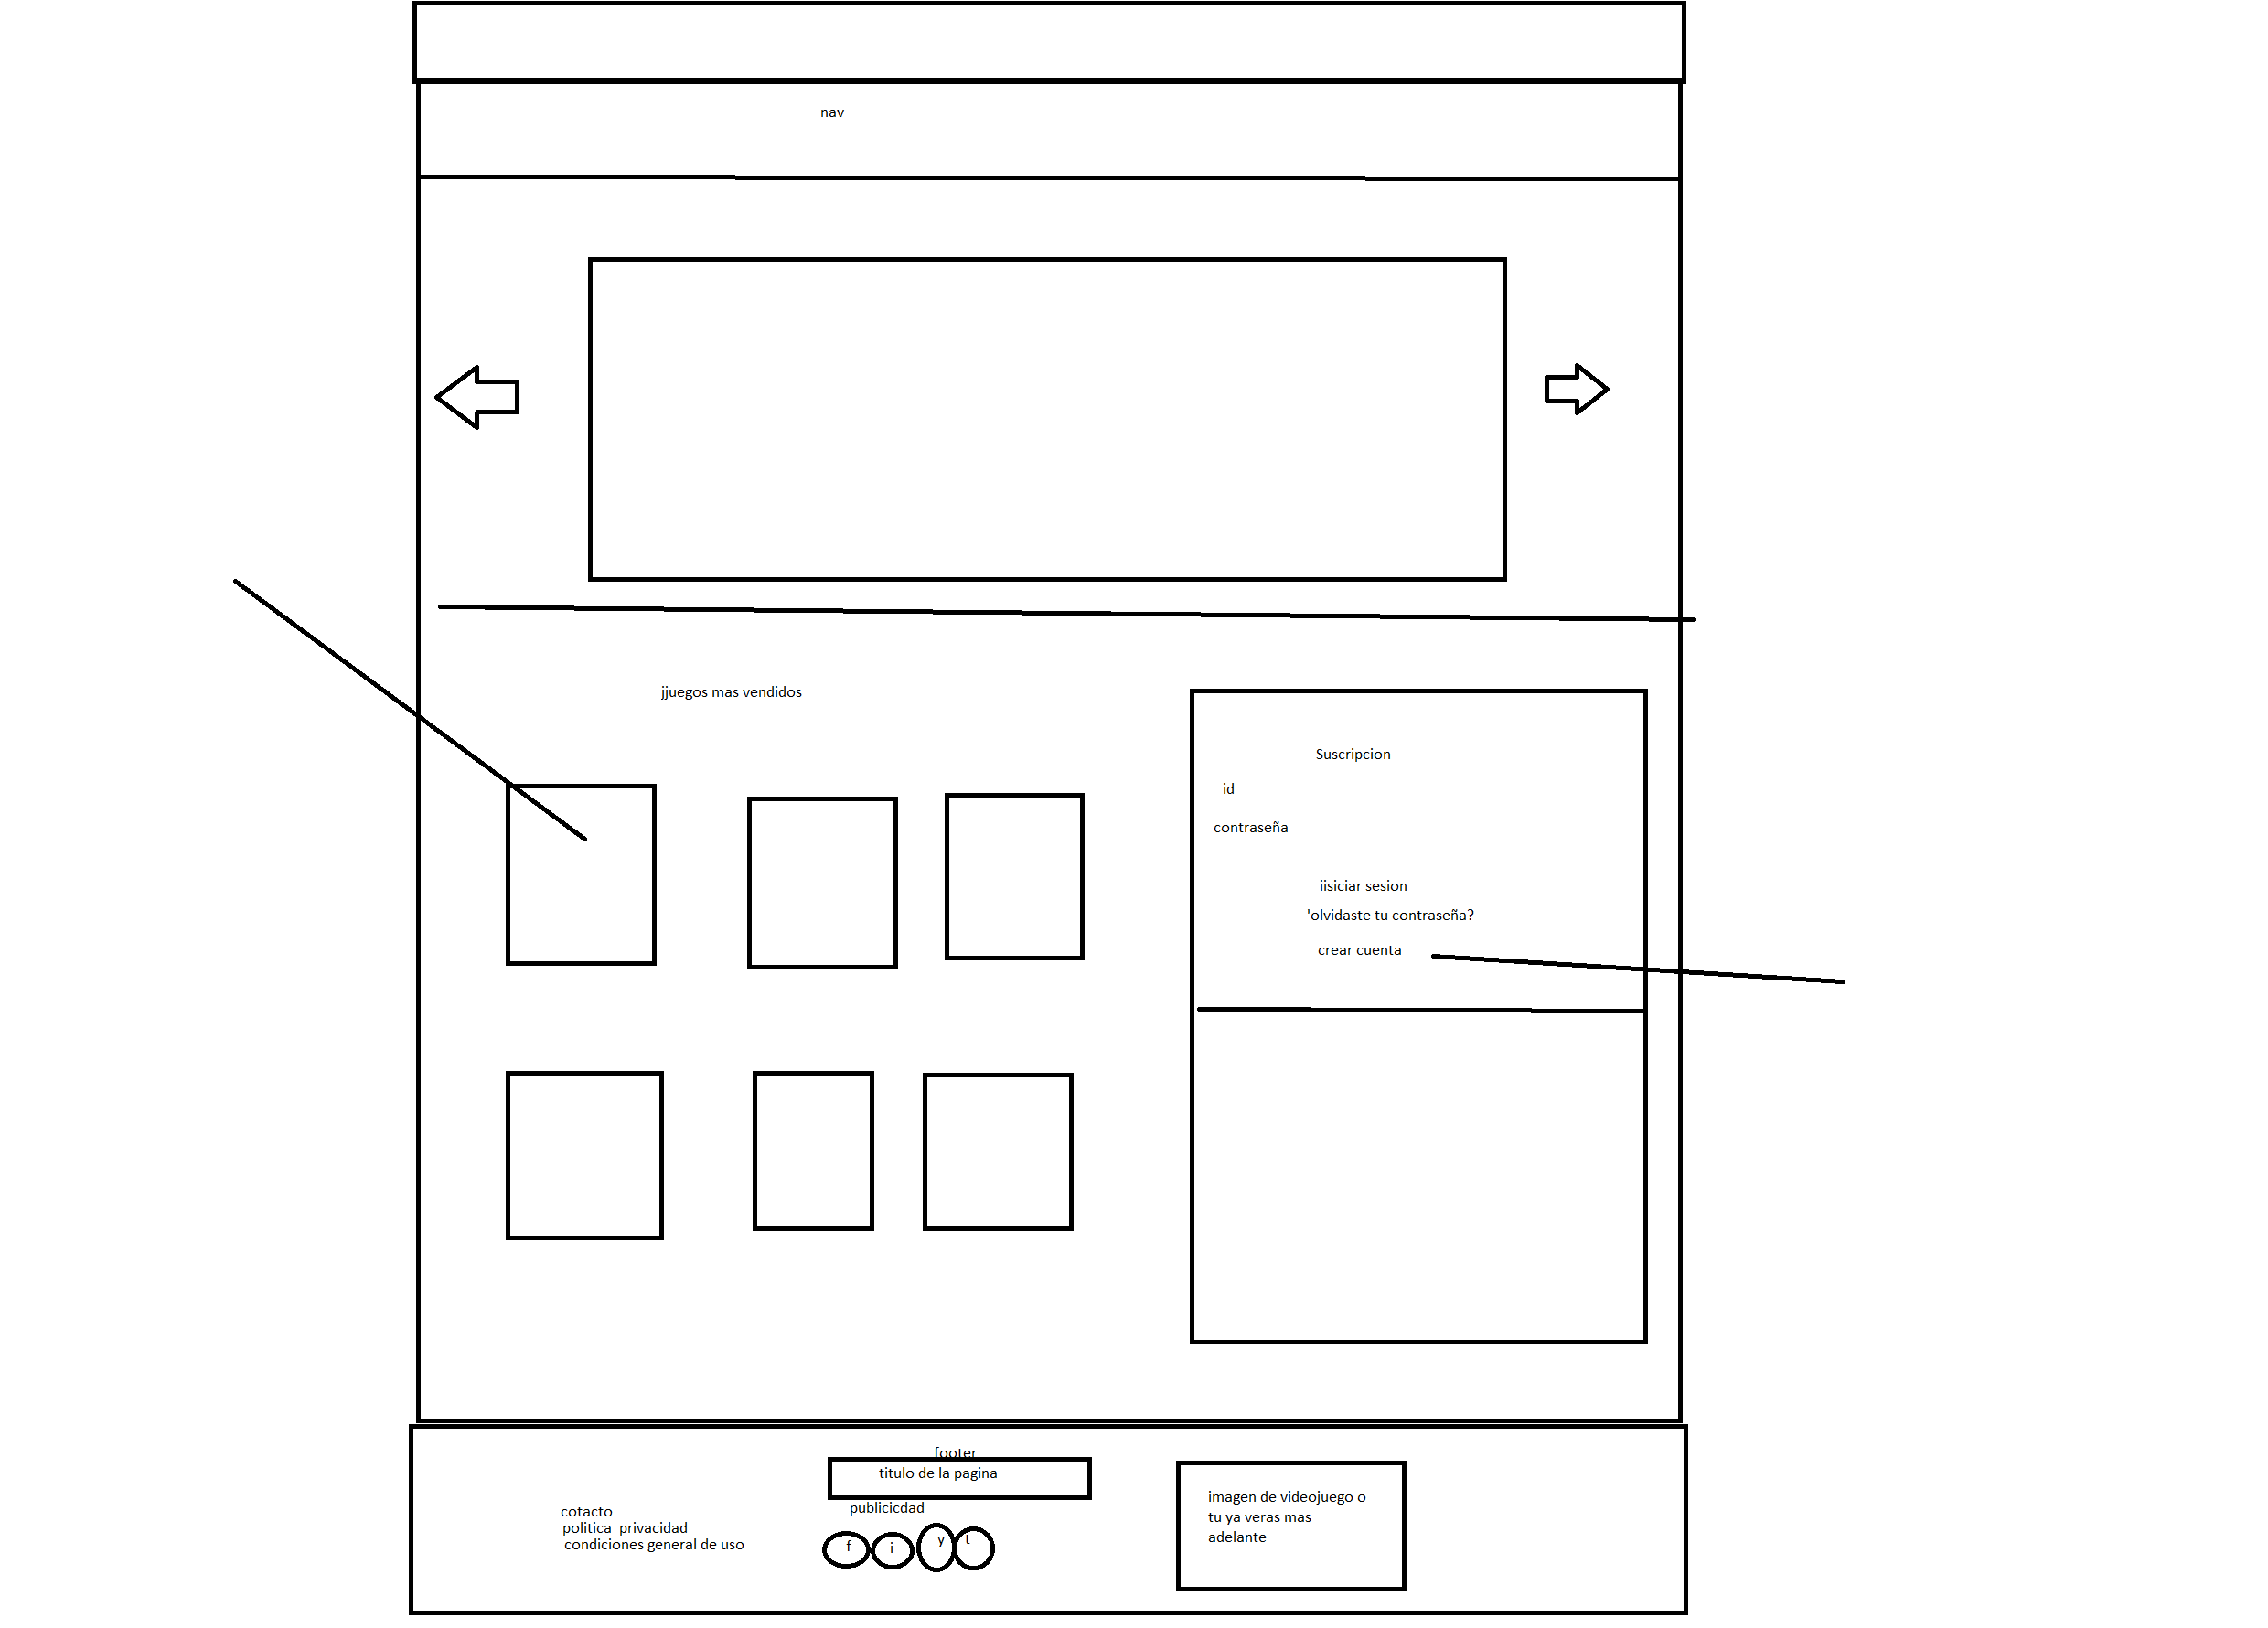 nav
jjuegos mas vendidos
Suscripcion
id
contraseña
iisiciar sesion
'olvidaste tu contraseña?
crear cuenta
footer
titulo de la pagina
publicicdad
f i y t
cotacto
politica privacidad
condiciones general de uso
imagen de videojuego o
tu ya veras mas
adelante